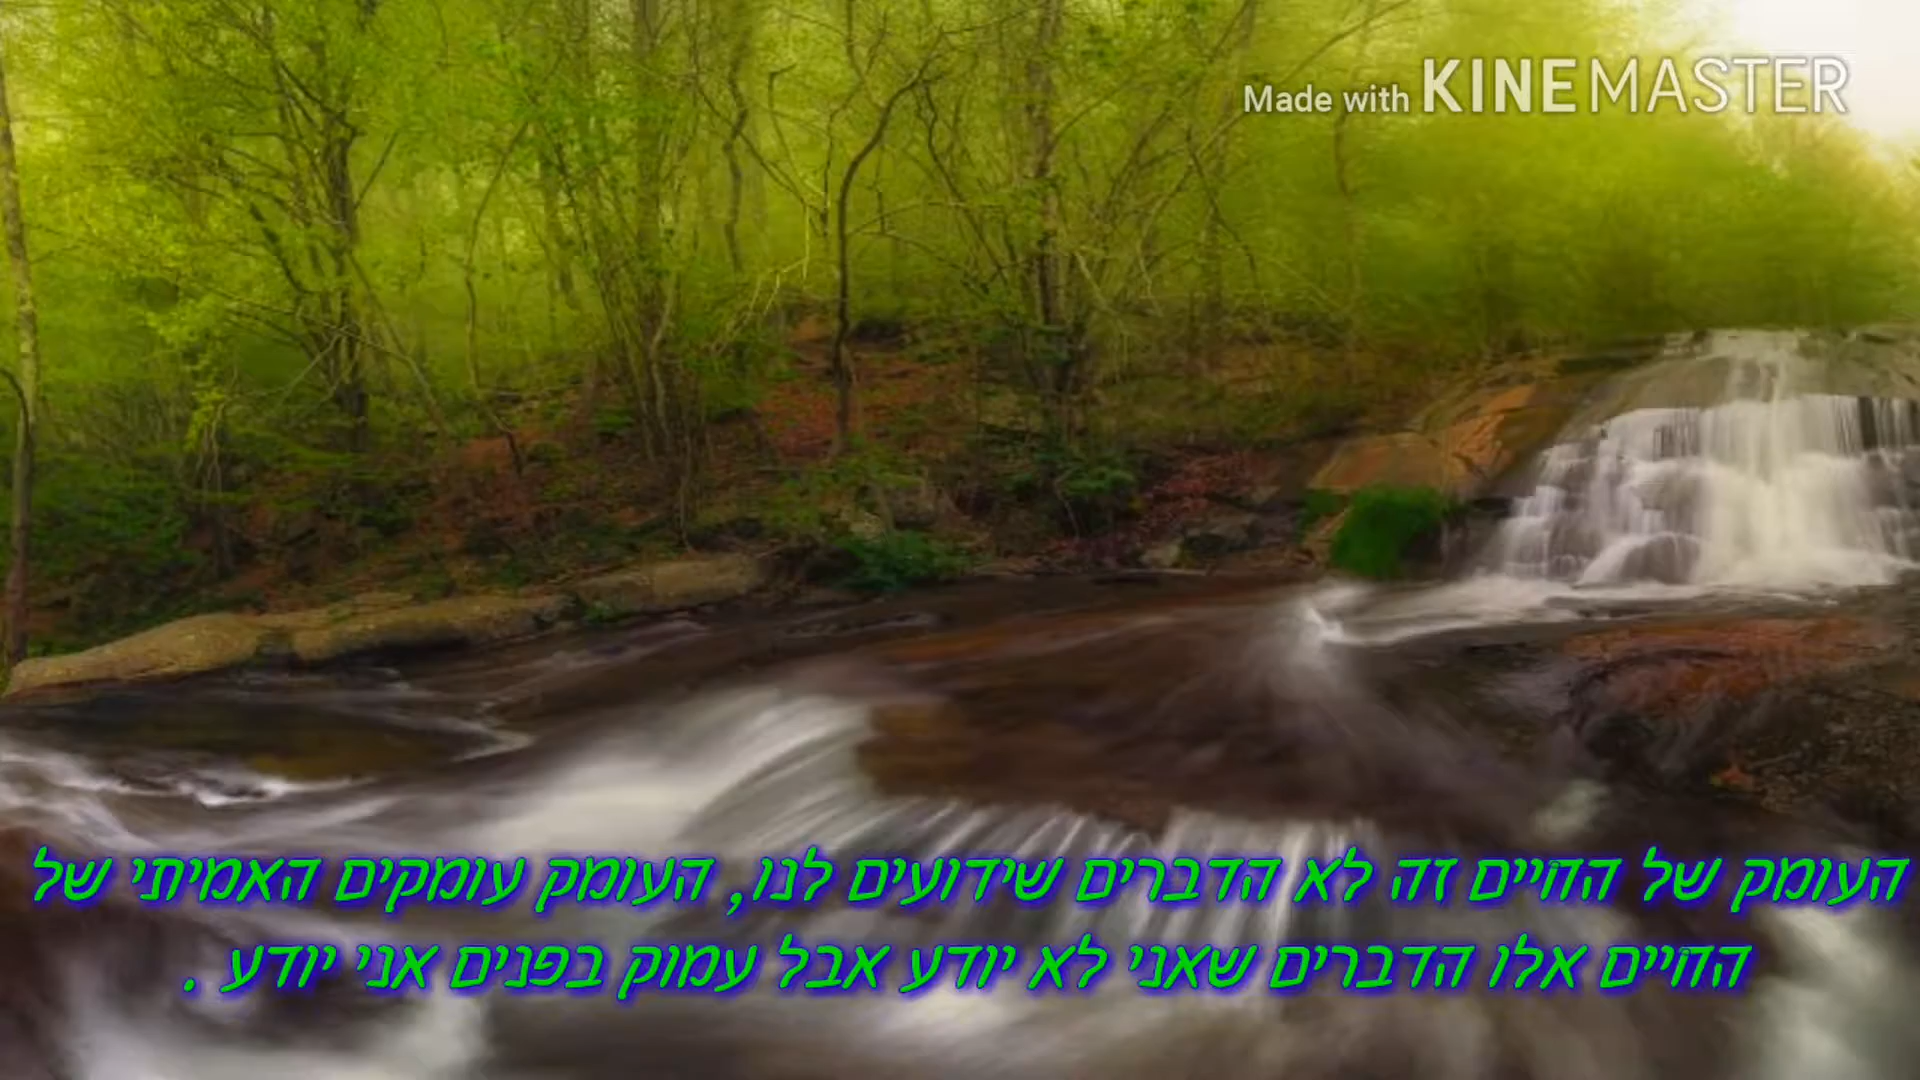 Made with KINEMASTER
העומק של החיים זה לא הדברים שידועים לנו, העומק עומקים האמיתי של
החיים אלו הדברים שאני לא יודע אבל עמוק בפנים אני יודע .